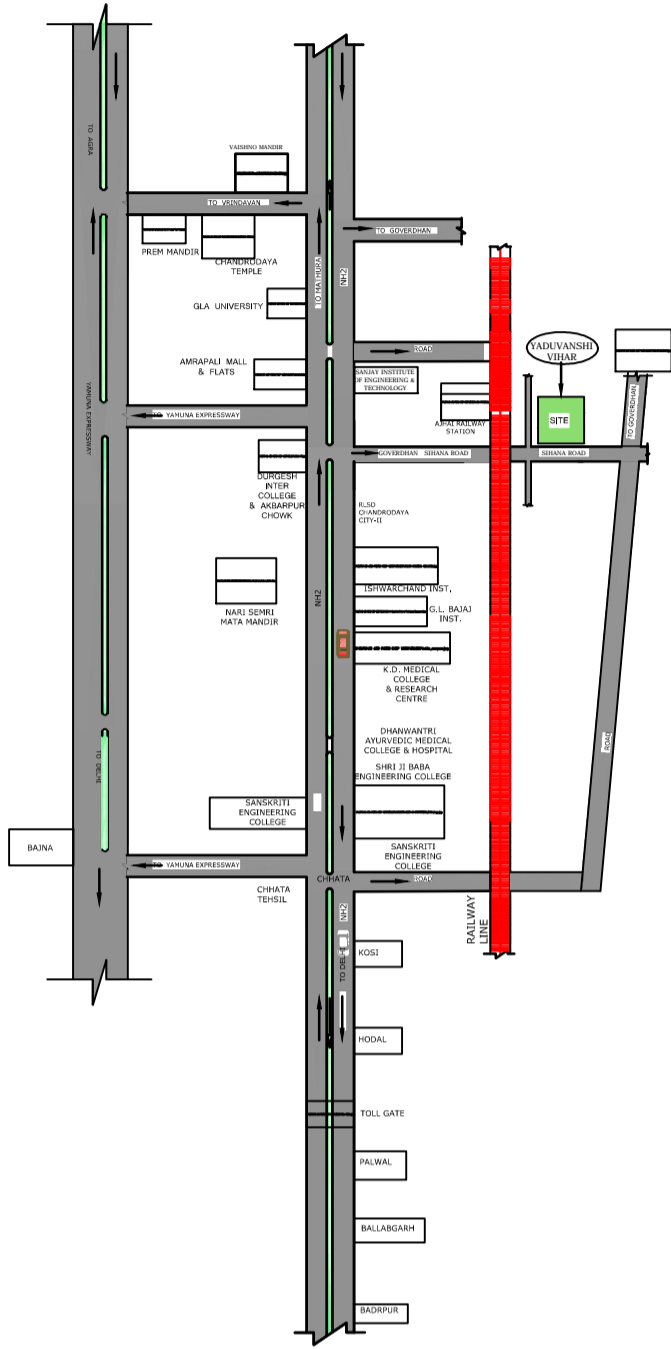 TO AGRA
VAISHNO MANDIR
TO VRINDAVAN
TO GOVERDHAN
PREM MANDIR
CHANDRODAYA
TEMPLE
TO MATHURA
NH2
GLA UNIVERSITY
ROAD
YADUVANSHI
VIHAR
AMRAPALI MALL
& FLATS
SANJAY INSTITUTE
OF ENGINEERING &
TECHNOLOGY
AJHAI RAILWAY
STATION
SITE
TO GOVERDHAN
YAMUNA EXPRESSWAY
TO YAMUNA EXPRESSWAY
GOVERDHAN SIHANA ROAD
SIHANA ROAD
DURGESH
INTER
COLLEGE
& AKBARPUR
CHOWK
RLSO
CHANDRODAYA
CITY-II
NH2
ISHWARCHAND INST.
NARI SEMRI
MATA MANDIR
G.L. BAJAJ
INST.
K.D. MEDICAL
COLLEGE
& RESEARCH
CENTRE
DHANWANTRI
AYURVEDIC MEDICAL
COLLEGE & HOSPITAL
SHRI JI BABA
ENGINEERING COLLEGE
ROAD
TO DELHI
SANSKRITI
ENGINEERING
COLLEGE
SANSKRITI
ENGINEERING
COLLEGE
BAJNA
TO YAMUNA EXPRESSWAY
CHHATA
ROAD
CHHATA
TEHSIL
NH2
RAILWAY
LINE
TO DELHI
KOSI
HODAL
TOLL GATE
PALWAL
BALLABGARH
BADRPUR